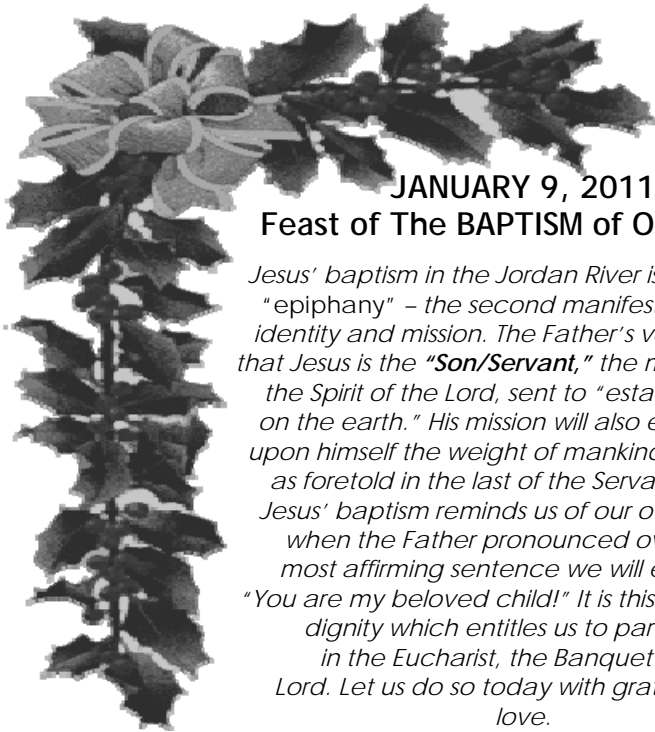 JANUARY 9, 2011
Feast of The BAPTISM of O
Jesus’ baptism in the Jordan River is
“epiphany” – the second manifes
identity and mission. The Father’s v
that Jesus is the “Son/Servant,” the m
the Spirit of the Lord, sent to “esta
on the earth.” His mission will also e
upon himself the weight of mankind
as foretold in the last of the Serva
Jesus’ baptism reminds us of our o
when the Father pronounced ov
most affirming sentence we will e
“You are my beloved child!” It is this
dignity which entitles us to par
in the Eucharist, the Banquet
Lord. Let us do so today with grat
love.